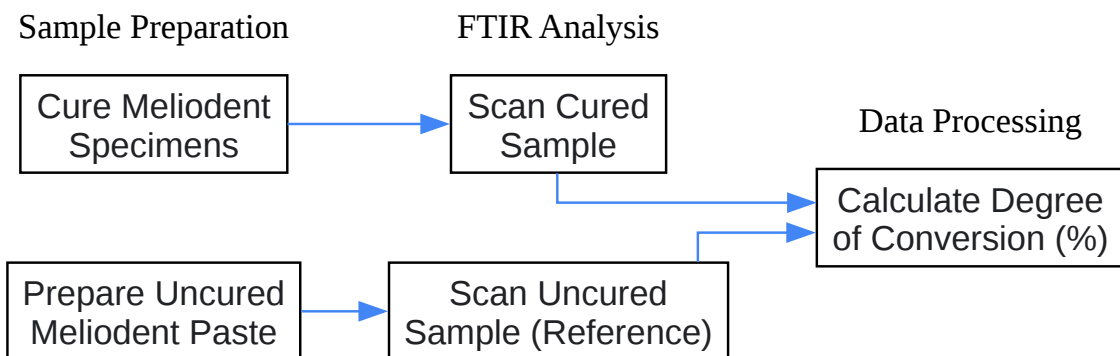 Sample Preparation
FTIR Analysis
Cure Meliodent
Specimens
Scan Cured
Sample
Data Processing
Calculate Degree
of Conversion (%)
Prepare Uncured
Meliodent Paste
Scan Uncured
Sample (Reference)